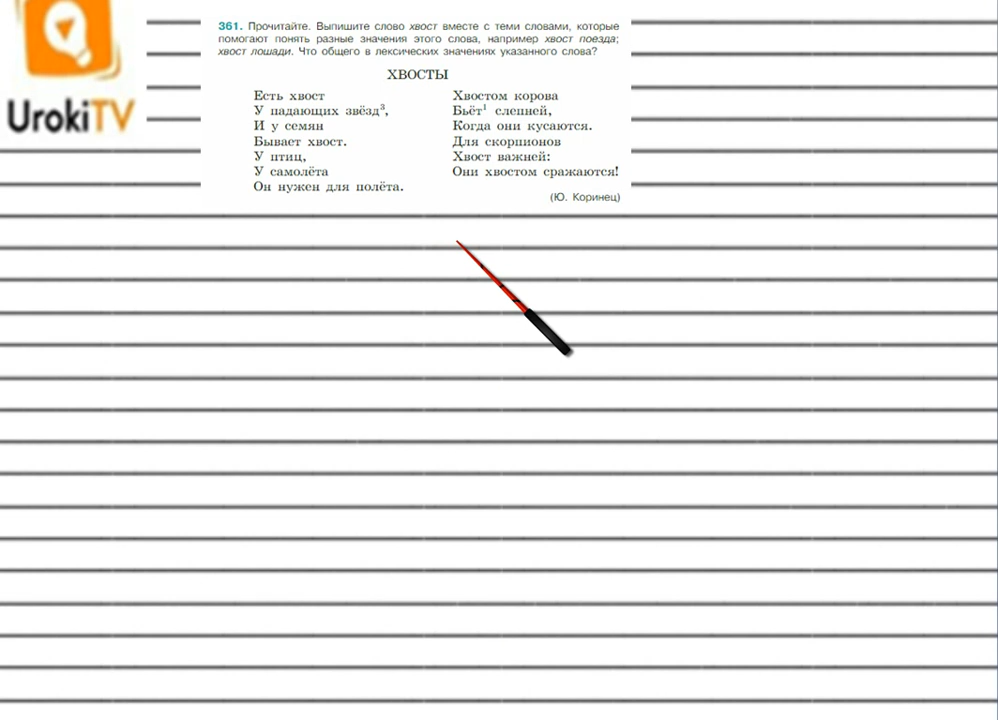 UrokiTV
361. Прочитайте. Выпишите слово хвост вместе с теми словами, которые
помогают понять разные значения этого слова, например хвост поезда;
хвост лошади. Что общего в лексических значениях указанного слова?
ХВОСТЫ
Есть хвост
У падающих звёзд³,
И у семян
Бывает хвост.
У птиц,
У самолёта
Он нужен для полёта.
Хвостом корова
Бьёт¹ слепней,
Когда они кусаются.
Для скорпионов
Хвост важней:
Они хвостом сражаются!
(Ю. Коринец)